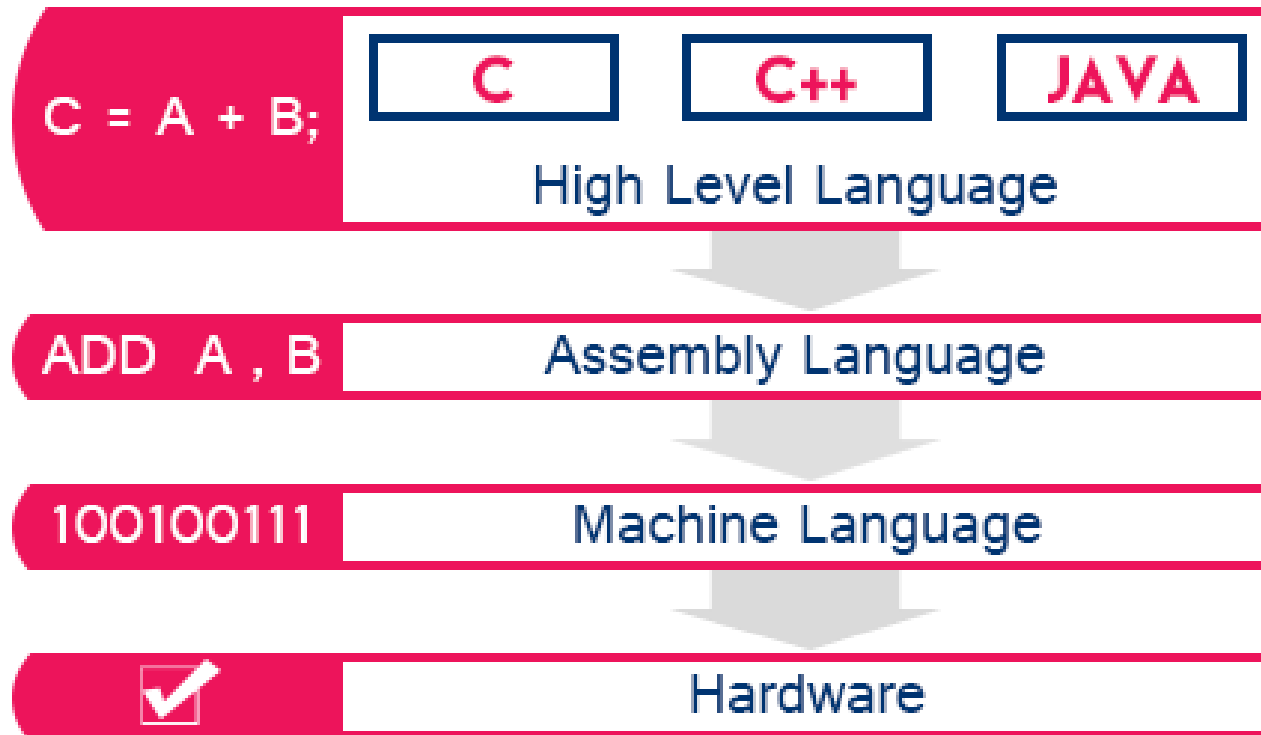 C = A + B;
C C++ JAVA
High Level Language
ADD A , B
Assembly Language
100100111
Machine Language
Hardware